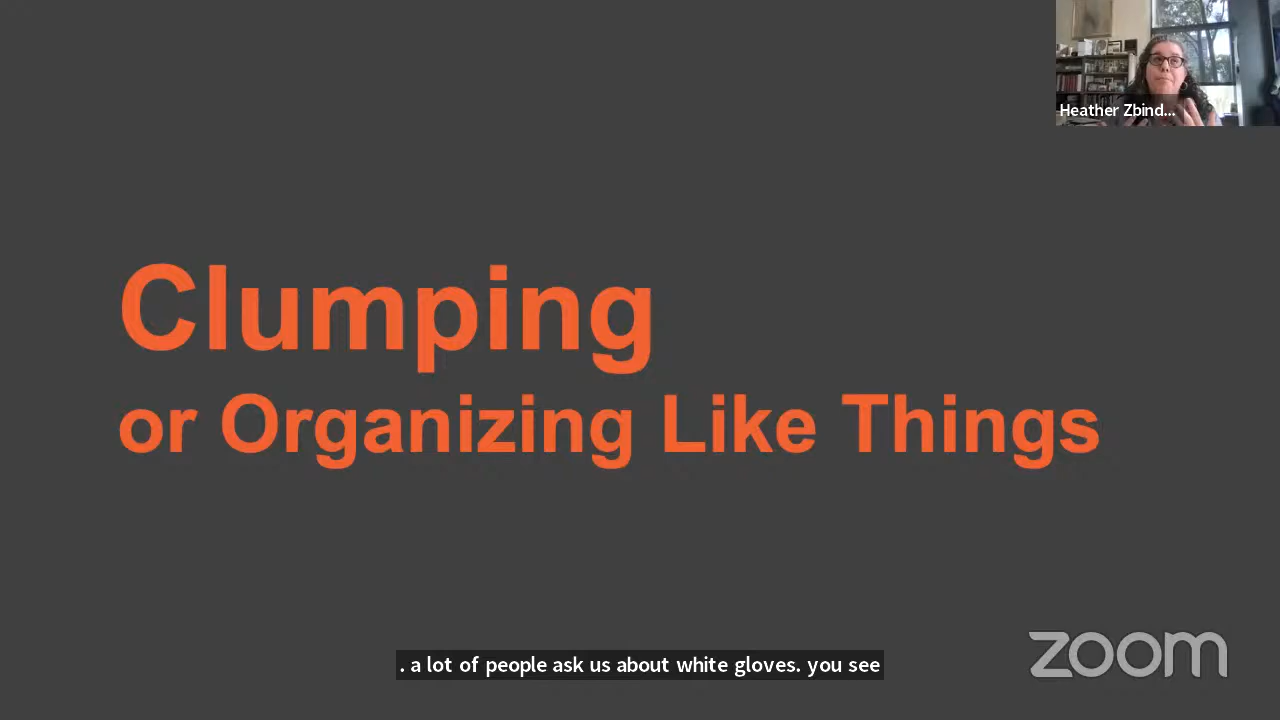 Heather Zbind...
Clumping
or Organizing Like Things
. a lot of people ask us about white gloves. you see
zoom